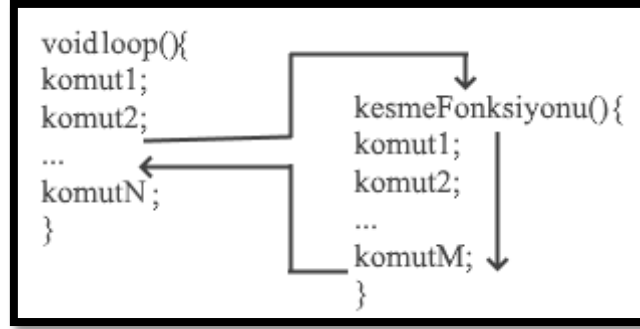 voidloop(){
komut1;
komut2;
...
komutN;
}
kesmeFonksiyonu(){
komut1;
komut2;
...
komutM;
}